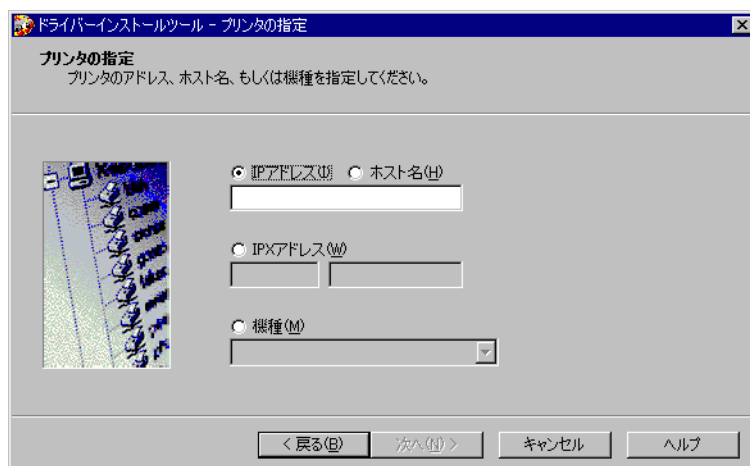 ドライバーインストールツール - プリンタの指定
プリンタの指定
プリンタのアドレス、ホスト名、もしくは機種を指定してください。
IPアドレス(I) ホスト名(H)
IPXアドレス(W)
機種(M)
< 戻る(B) 次へ(N) > キャンセル ヘルプ